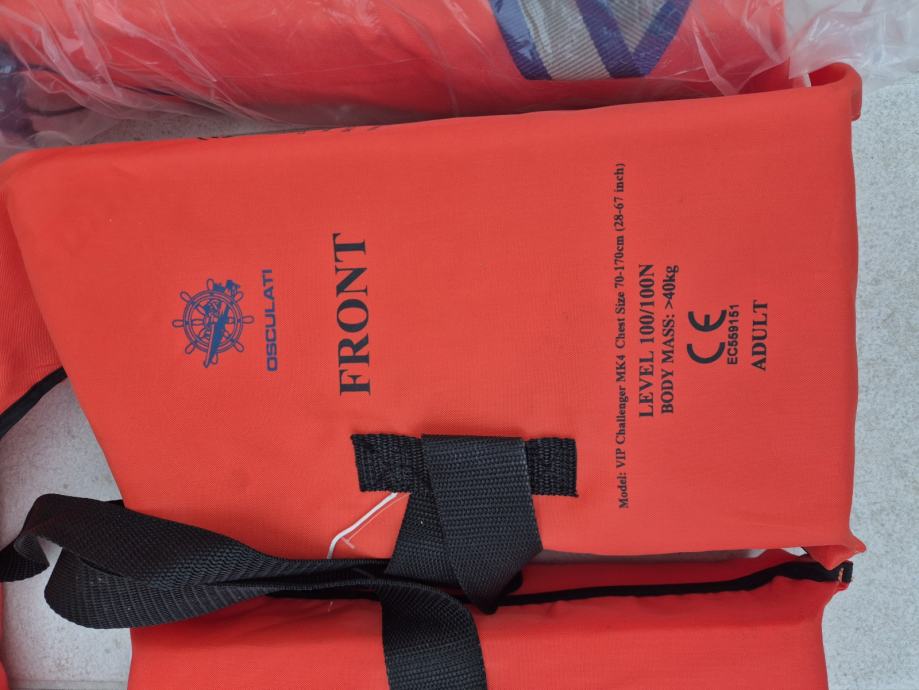 OSCULATI
FRONT
Model: VIP Challenger MK4 Chest Size 70-170cm (28-67 inch)
LEVEL 100/100N
BODY MASS: >40kg
CE
EC559151
ADULT